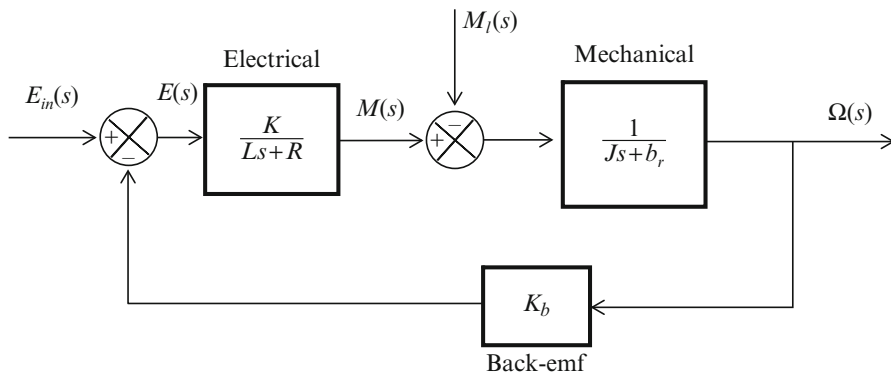 M_l(s)
Electrical
Mechanical
E_in(s)
E(s)
M(s)
Ω(s)
+
−
K
Ls+R
+
−
1
Js+b_r
K_b
Back-emf